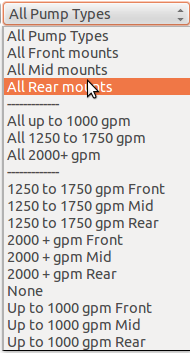 All Pump Types
All Pump Types
All Front mounts
All Mid mounts
All Rear mounts
-------------
All up to 1000 gpm
All 1250 to 1750 gpm
All 2000+ gpm
-------------
1250 to 1750 gpm Front
1250 to 1750 gpm Mid
1250 to 1750 gpm Rear
2000 + gpm Front
2000 + gpm Mid
2000 + gpm Rear
None
Up to 1000 gpm Front
Up to 1000 gpm Mid
Up to 1000 gpm Rear